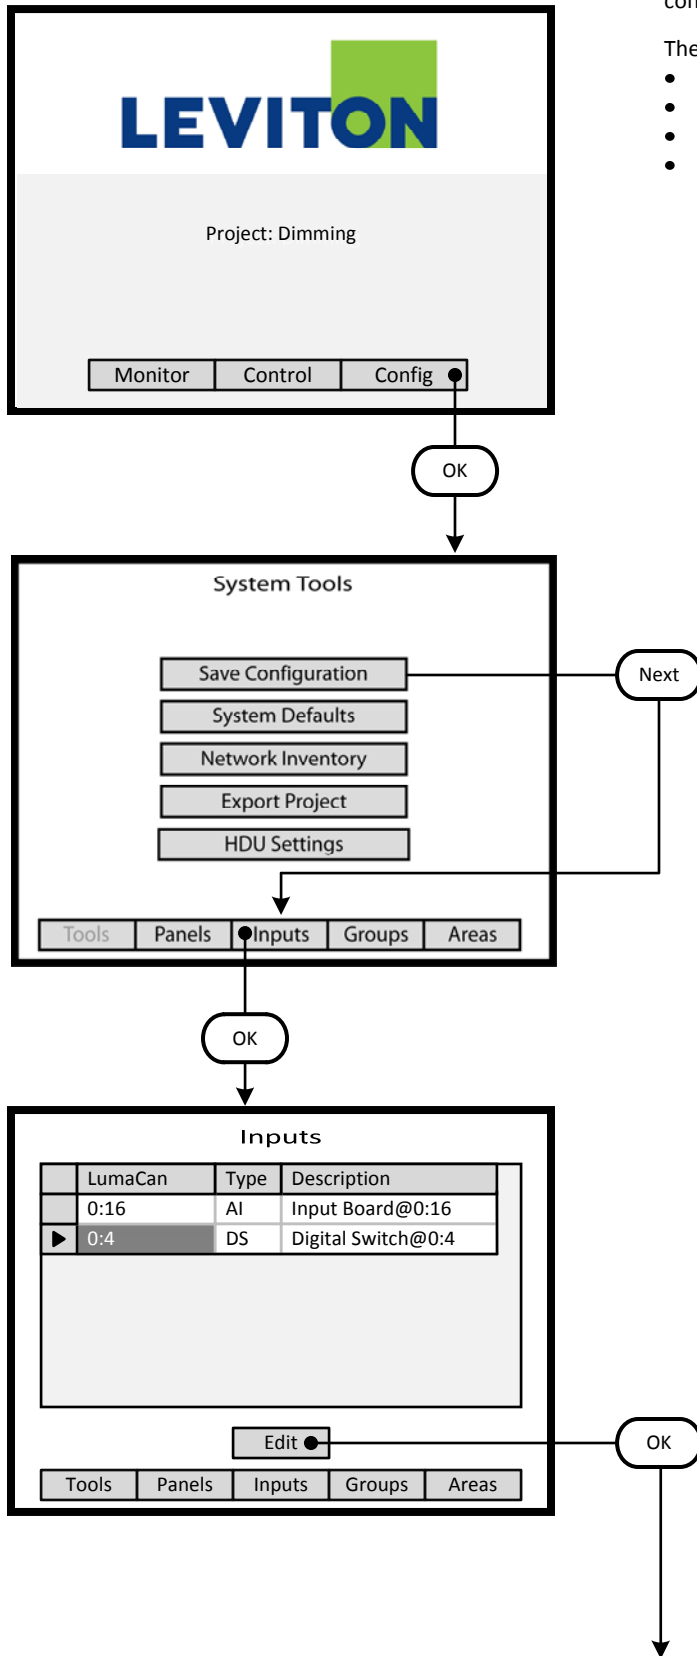 The
LEVITON
Project: Dimming
Monitor Control Config
OK
System Tools
Save Configuration
Next
System Defaults
Network Inventory
Export Project
HDU Settings
Tools Panels Inputs Groups Areas
OK
Inputs
LumaCan Type Description
0:16 AI Input Board@0:16
0:4 DS Digital Switch@0:4
Edit
OK
Tools Panels Inputs Groups Areas